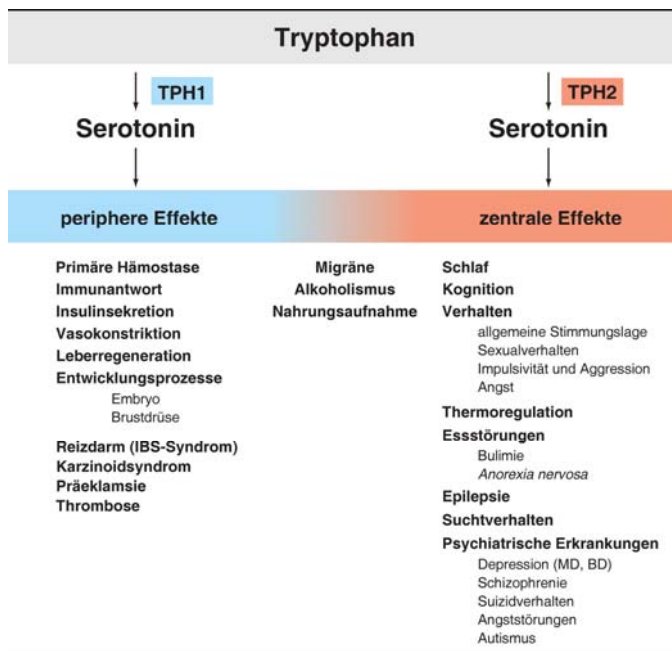 Tryptophan
TPH1
TPH2
Serotonin
Serotonin
periphere Effekte
zentrale Effekte
Primäre Hämostase
Immunantwort
Insulinsekretion
Vasokonstriktion
Leberregeneration
Entwicklungsprozesse
Embryo
Brustdrüse
Reizdarm (IBS-Syndrom)
Karzinoidsyndrom
Präeklamsie
Thrombose
Migräne
Alkoholismus
Nahrungsaufnahme
Schlaf
Kognition
Verhalten
allgemeine Stimmungslage
Sexualverhalten
Impulsivität und Aggression
Angst
Thermoregulation
Essstörungen
Bulimie
Anorexia nervosa
Epilepsie
Suchtverhalten
Psychiatrische Erkrankungen
Depression (MD, BD)
Schizophrenie
Suizidverhalten
Angststörungen
Autismus